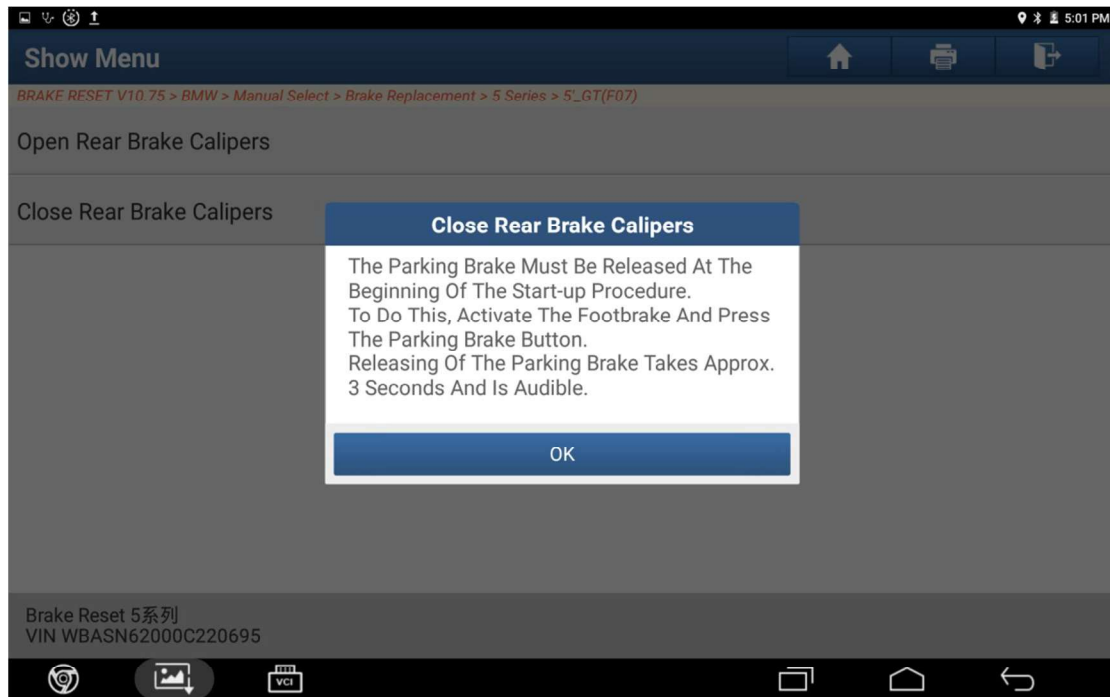 5:01 PM
Show Menu
BRAKE RESET V10.75 > BMW > Manual Select > Brake Replacement > 5 Series > 5'_GT(F07)
Open Rear Brake Calipers
Close Rear Brake Calipers
Close Rear Brake Calipers
The Parking Brake Must Be Released At The
Beginning Of The Start-up Procedure.
To Do This, Activate The Footbrake And Press
The Parking Brake Button.
Releasing Of The Parking Brake Takes Approx.
3 Seconds And Is Audible.
OK
Brake Reset 5系列
VIN WBASN62000C220695
VCI